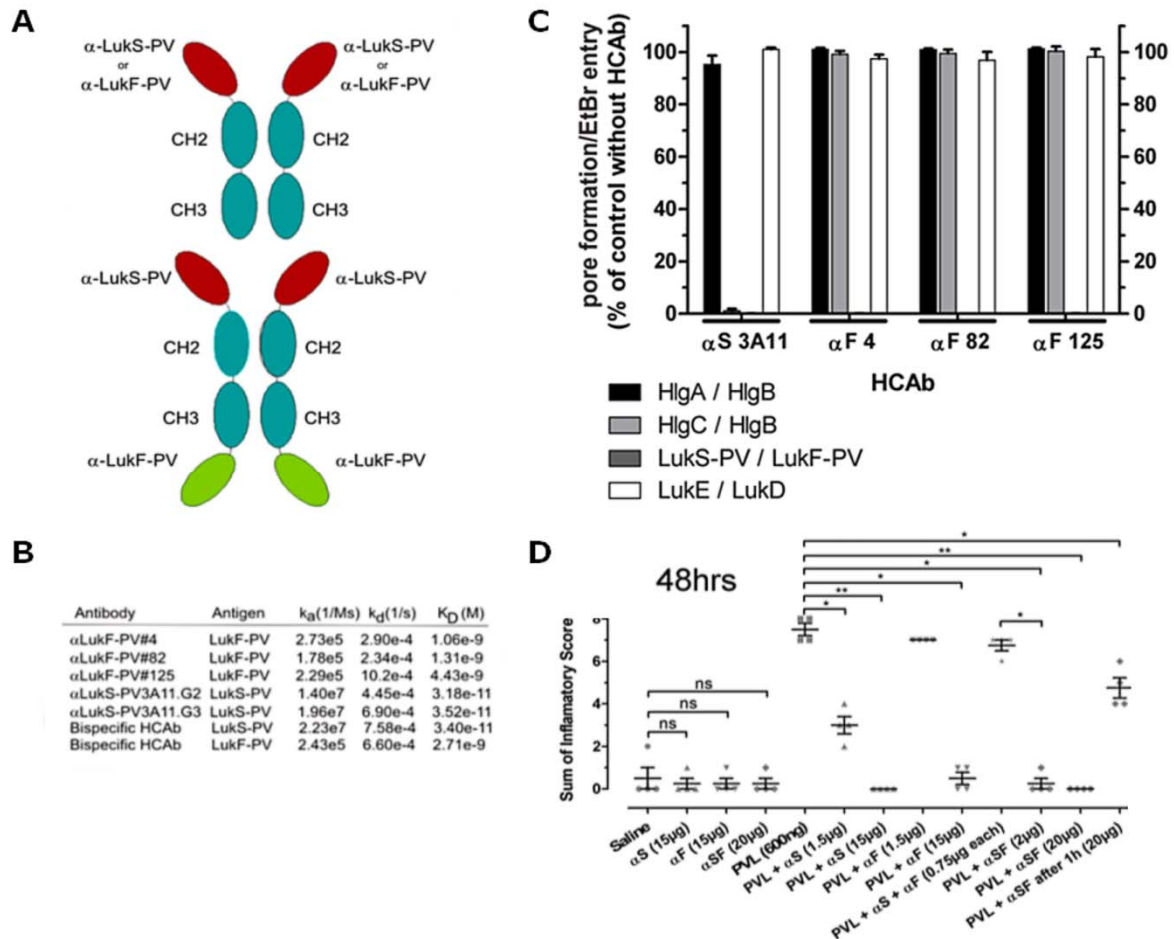 A
α-LukS-PV α-LukS-PV
or or
α-LukF-PV α-LukF-PV
CH2 CH2
CH3 CH3
α-LukS-PV α-LukS-PV
CH2 CH2
CH3 CH3
α-LukF-PV α-LukF-PV
B
Antibody Antigen ka(1/Ms) kd(1/s) KD (M)
αLukF-PV#4 LukF-PV 2.73e5 2.90e-4 1.06e-9
αLukF-PV#82 LukF-PV 1.78e5 2.34e-4 1.31e-9
αLukF-PV#125 LukF-PV 2.29e5 10.2e-4 4.43e-9
αLukS-PV3A11.G2 LukS-PV 1.40e7 4.45e-4 3.18e-11
αLukS-PV3A11.G3 LukS-PV 1.96e7 6.90e-4 3.52e-11
Bispecific HCAb LukS-PV 2.23e7 7.58e-4 3.40e-11
Bispecific HCAb LukF-PV 2.43e5 6.60e-4 2.71e-9
C
pore formation/EtBr entry
(% of control without HCAb)
100 100
80 80
60 60
40 40
20 20
0 0
αS 3A11 αF 4 αF 82 αF 125
HCAb
HlgA / HlgB
HlgC / HlgB
LukS-PV / LukF-PV
LukE / LukD
D
48hrs
Sum of Inflamatory Score
8
6
4
2
0
ns
ns
ns
*
**
*
*
**
*
*
Saline
αS (15µg)
αF (15µg)
αSF (20µg)
PVL (600ng)
PVL + αS (1.5µg)
PVL + αS (15µg)
PVL + αF (1.5µg)
PVL + αF (15µg)
PVL + αS + αF (0.75µg each)
PVL + αSF (2µg)
PVL + αSF (20µg)
PVL + αSF after 1h (20µg)